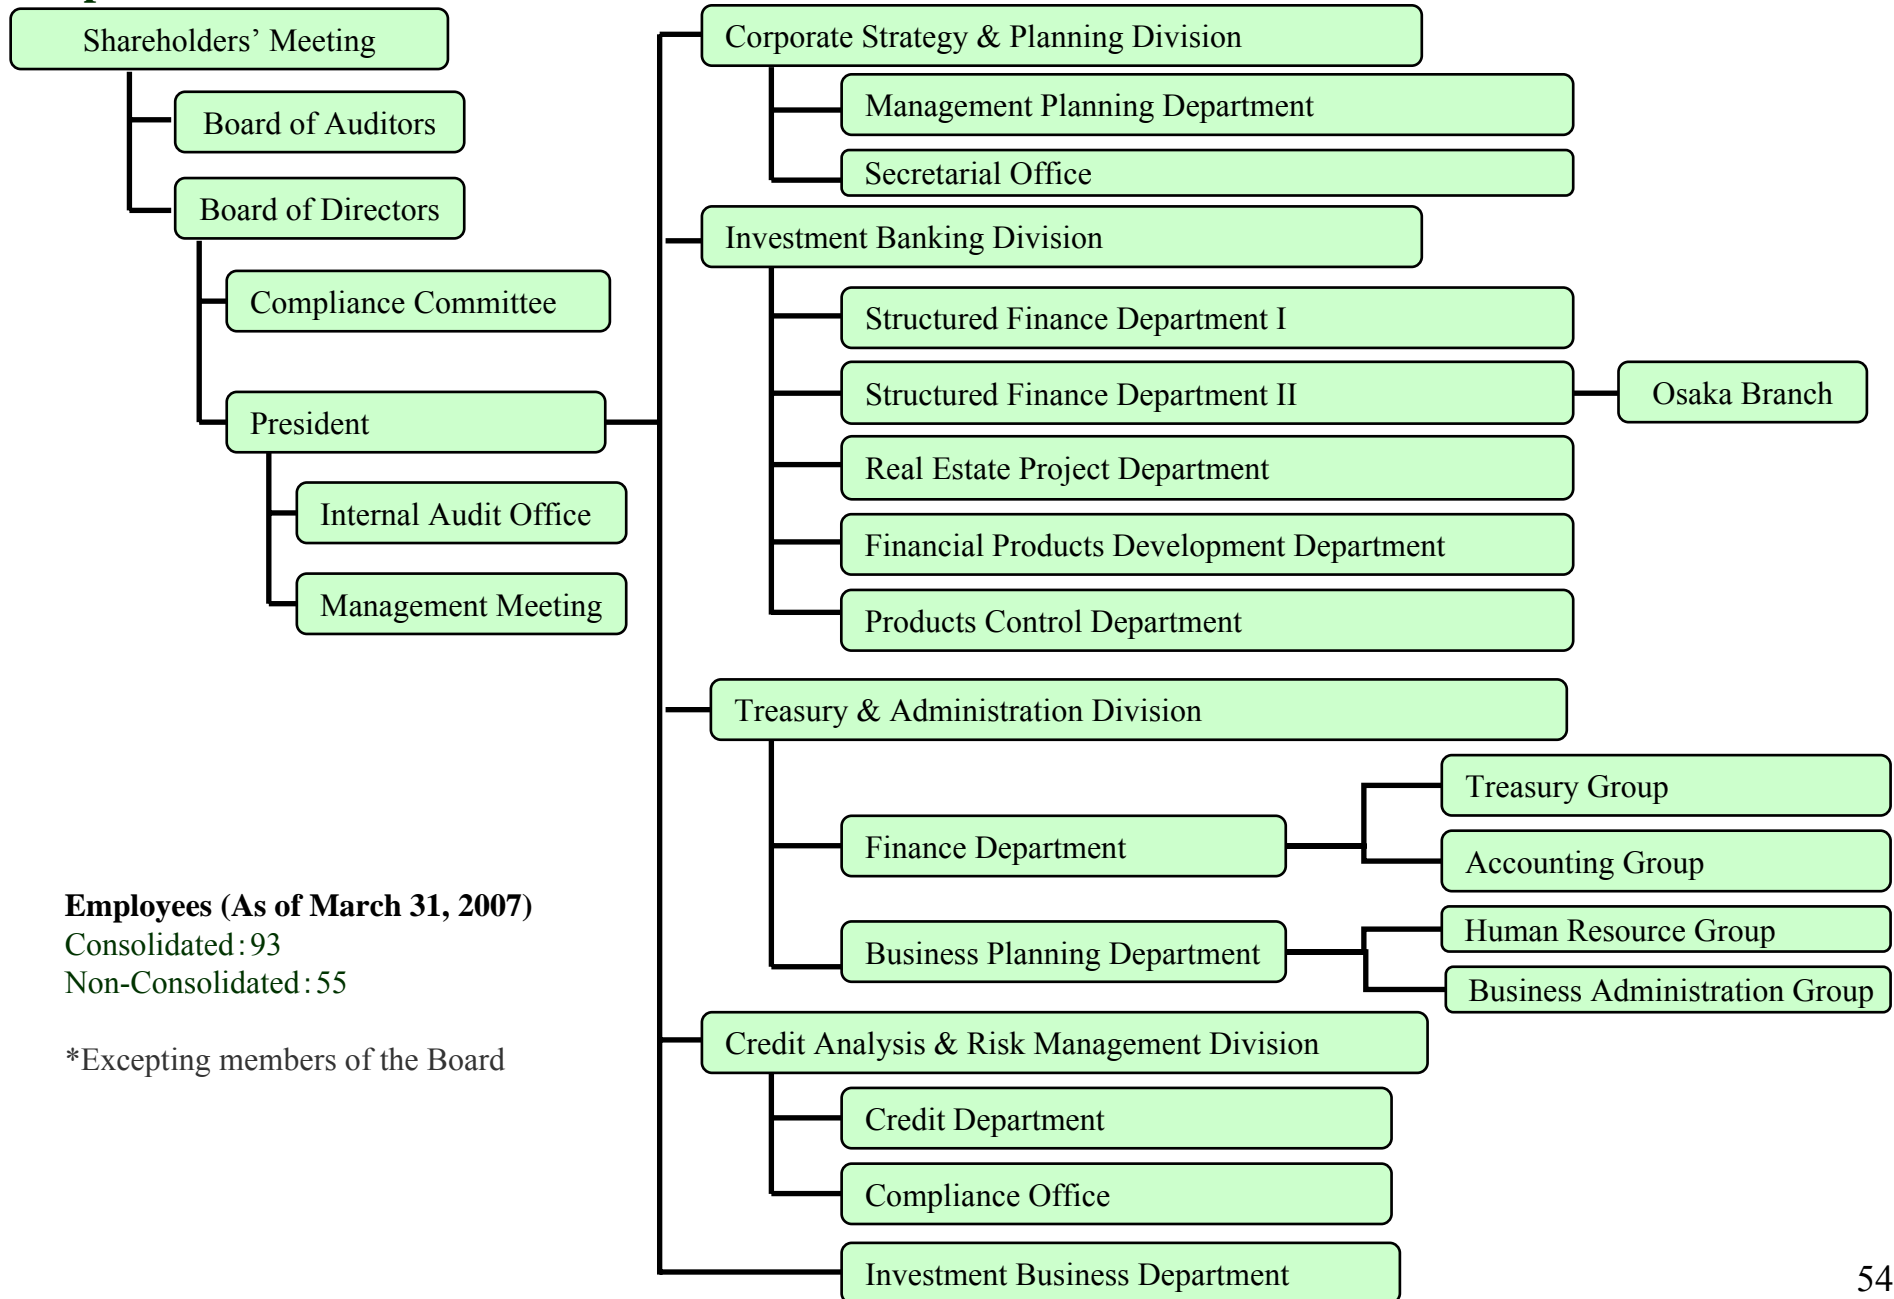 Shareholders’ Meeting
Board of Auditors
Board of Directors
Compliance Committee
President
Internal Audit Office
Management Meeting
Corporate Strategy & Planning Division
Management Planning Department
Secretarial Office
Investment Banking Division
Structured Finance Department I
Structured Finance Department II
Osaka Branch
Real Estate Project Department
Financial Products Development Department
Products Control Department
Treasury & Administration Division
Finance Department
Treasury Group
Accounting Group
Business Planning Department
Human Resource Group
Business Administration Group
Credit Analysis & Risk Management Division
Credit Department
Compliance Office
Investment Business Department
Employees (As of March 31, 2007)
Consolidated：93
Non-Consolidated：55
*Excepting members of the Board
54